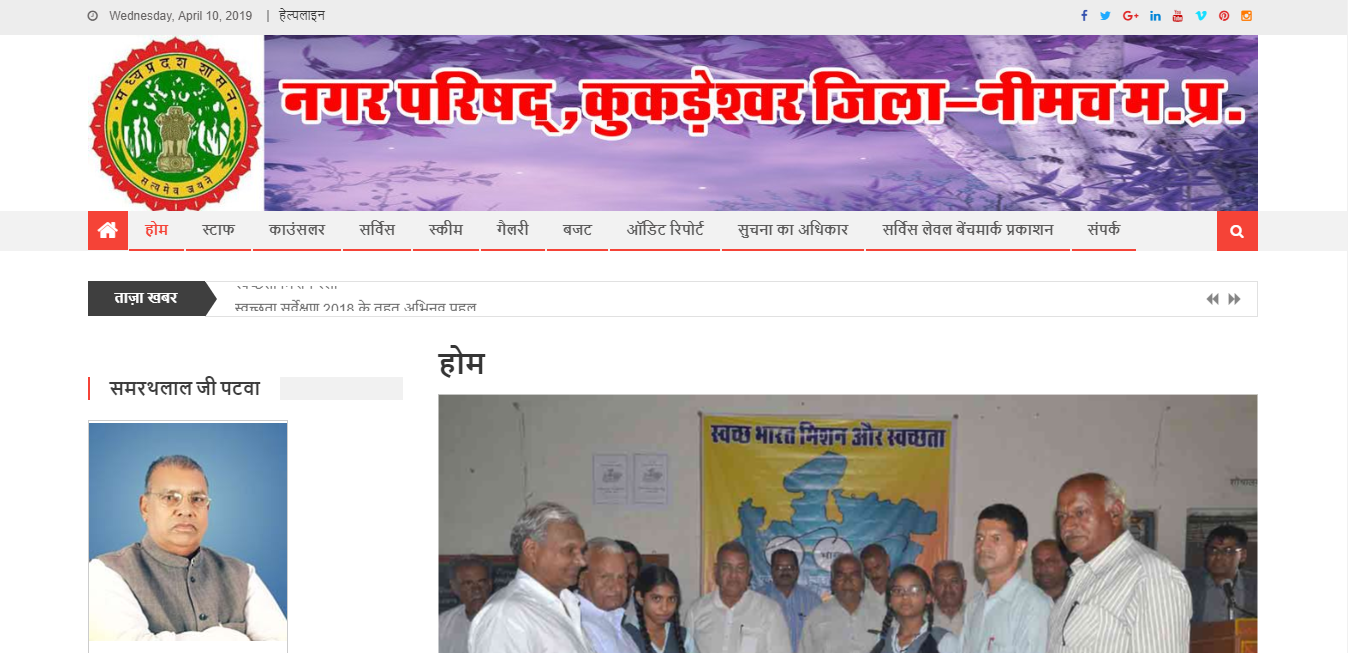 Wednesday, April 10, 2019 | हेल्पलाइन
मध्यप्रदेश शासन
सत्यमेव जयते
नगर परिषद् ,कुकड़ेश्वर जिला–नीमच म.प्र.
होम स्टाफ काउंसलर सर्विस स्कीम गैलरी बजट ऑडिट रिपोर्ट सुचना का अधिकार सर्विस लेवल बेंचमार्क प्रकाशन संपर्क
ताज़ा खबर
स्वच्छता सर्वेक्षण 2018 के तहत अभिनव पहल
होम
समरथलाल जी पटवा
स्वच्छ भारत मिशन और स्वच्छता
भारत